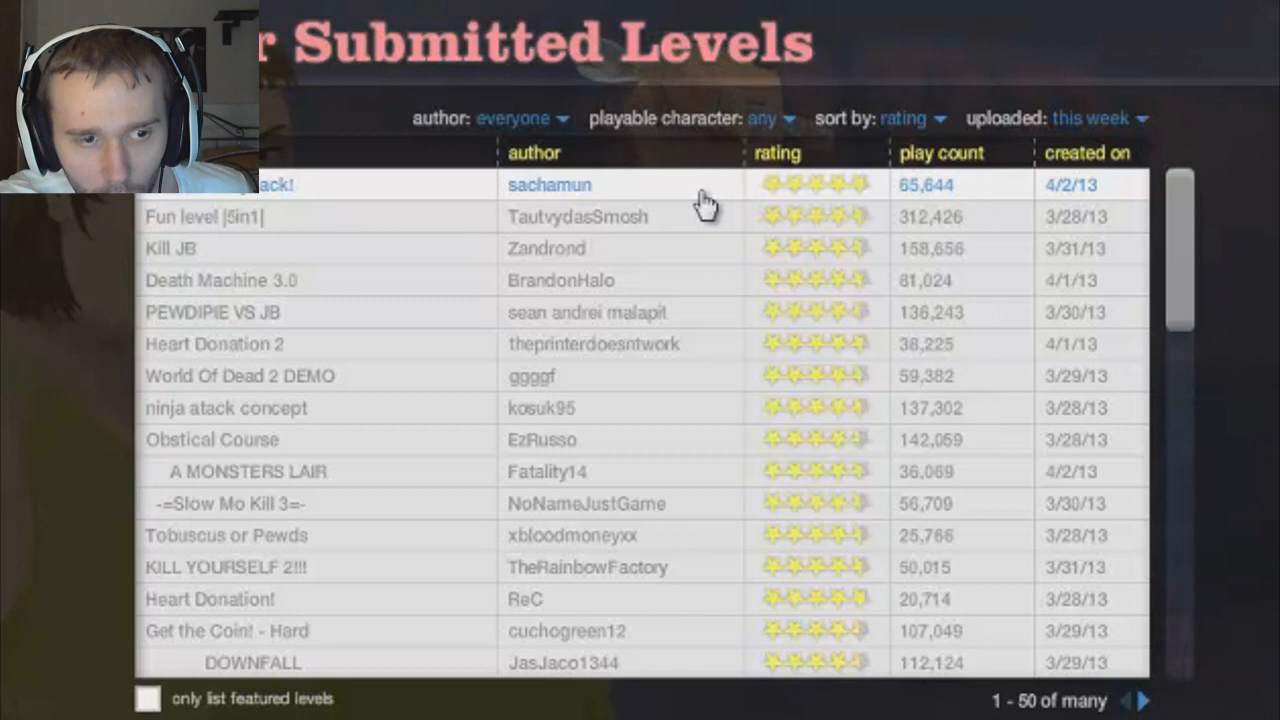 r Submitted Levels
author: everyone playable character: any sort by: rating uploaded: this week
author rating play count created on
ack! sachamun 65,644 4/2/13
Fun level |5in1| TautvydasSmosh 312,426 3/28/13
Kill JB Zandrond 158,656 3/31/13
Death Machine 3.0 BrandonHalo 81,024 4/1/13
PEWDIPIE VS JB sean andrei malapit 136,243 3/30/13
Heart Donation 2 theprinterdoesntwork 38,225 4/1/13
World Of Dead 2 DEMO ggggf 59,382 3/29/13
ninja atack concept kosuk95 137,302 3/28/13
Obstical Course EzRusso 142,059 3/28/13
A MONSTERS LAIR Fatality14 36,069 4/2/13
-=Slow Mo Kill 3=- NoNameJustGame 56,709 3/30/13
Tobuscus or Pewds xbloodmoneyxx 25,766 3/28/13
KILL YOURSELF 2!!! TheRainbowFactory 50,015 3/31/13
Heart Donation! ReC 20,714 3/28/13
Get the Coin! - Hard cuchogreen12 107,049 3/29/13
DOWNFALL JasJaco1344 112,124 3/29/13
only list featured levels 1 - 50 of many